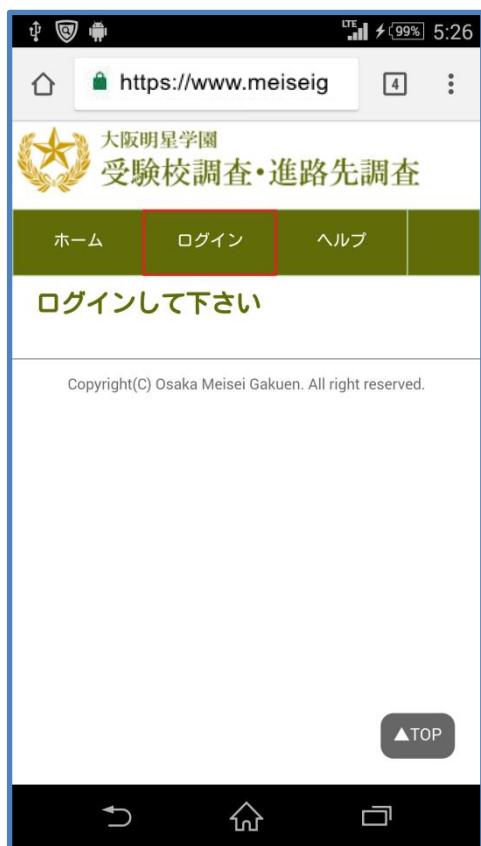 LTE 99% 5:26
https://www.meiseig 4
大阪明星学園
受験校調査・進路先調査
ホーム ログイン ヘルプ
ログインして下さい
Copyright(C) Osaka Meisei Gakuen. All right reserved.
▲TOP